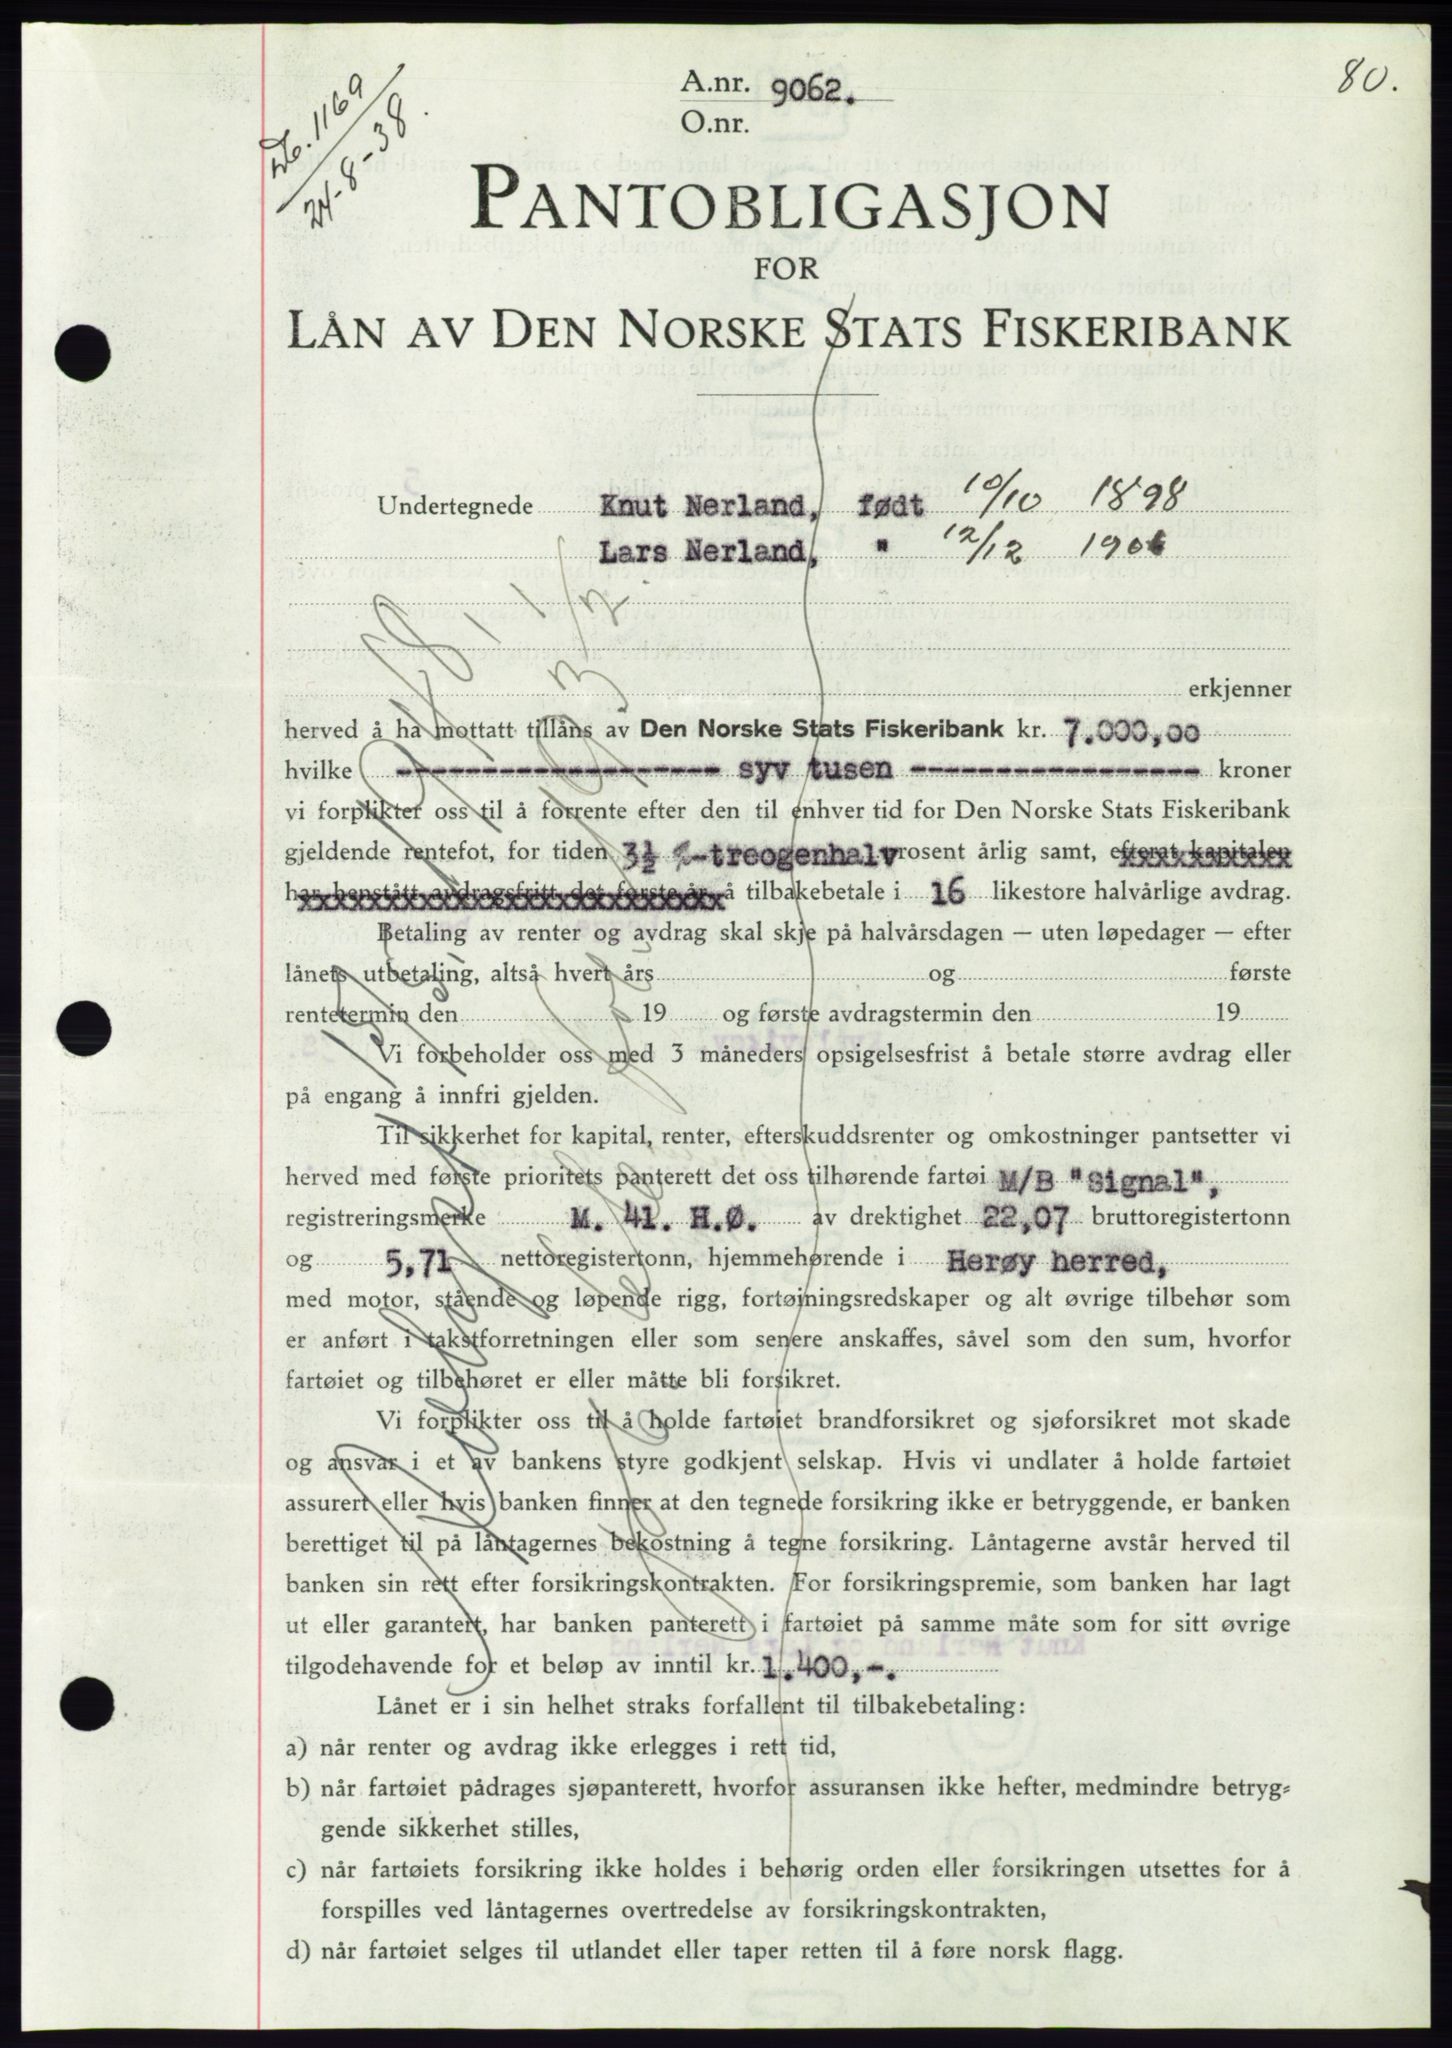 80.
No. 1169
24-8-38.
A.nr. 9062.
O.nr.
PANTOBLIGASJON
FOR
LÅN AV DEN NORSKE STATS FISKERIBANK
Undertegnede Knut Nerland, født 10/10 1898
Lars Nerland, " 12/12 1901
erkjenner
herved å ha mottatt tillåns av Den Norske Stats Fiskeribank kr. 7.000,00
hvilke ------------------- syv tusen ----------------- kroner
vi forplikter oss til å forrente efter den til enhver tid for Den Norske Stats Fiskeribank
gjeldende rentefot, for tiden 3½ %-treogenhalv rosent årlig samt, efterat kapitalen
har henstått avdragsfritt det første år, å tilbakebetale i 16 likestore halvårlige avdrag.
Betaling av renter og avdrag skal skje på halvårsdagen — uten løpedager — efter
lånets utbetaling, altså hvert års og første
rentetermin den 19 og første avdragstermin den 19
Vi forbeholder oss med 3 måneders opsigelsesfrist å betale større avdrag eller
på engang å innfri gjelden.
Til sikkerhet for kapital, renter, efterskuddsrenter og omkostninger pantsetter vi
herved med første prioritets panterett det oss tilhørende fartøi M/B "Signal",
registreringsmerke M. 41. H.Ø. av drektighet 22,07 bruttoregistertonn
og 5,71 nettoregistertonn, hjemmehørende i Herøy herred,
med motor, stående og løpende rigg, fortøiningsredskaper og alt øvrige tilbehør som
er anført i takstforretningen eller som senere anskaffes, såvel som den sum, hvorfor
fartøiet og tilbehøret er eller måtte bli forsikret.
Vi forplikter oss til å holde fartøiet brandforsikret og sjøforsikret mot skade
og ansvar i et av bankens styre godkjent selskap. Hvis vi undlater å holde fartøiet
assurert eller hvis banken finner at den tegnede forsikring ikke er betryggende, er banken
berettiget til på låntagernes bekostning å tegne forsikring. Låntagerne avstår herved til
banken sin rett efter forsikringskontrakten. For forsikringspremie, som banken har lagt
ut eller garantert, har banken panterett i fartøiet på samme måte som for sitt øvrige
tilgodehavende for et beløp av inntil kr. 1.400,-.
Lånet er i sin helhet straks forfallent til tilbakebetaling:
a) når renter og avdrag ikke erlegges i rett tid,
b) når fartøiet pådrages sjøpanterett, hvorfor assuransen ikke hefter, medmindre betryg-
gende sikkerhet stilles,
c) når fartøiets forsikring ikke holdes i behørig orden eller forsikringen utsettes for å
forspilles ved låntagernes overtredelse av forsikringskontrakten,
d) når fartøiet selges til utlandet eller taper retten til å føre norsk flagg.